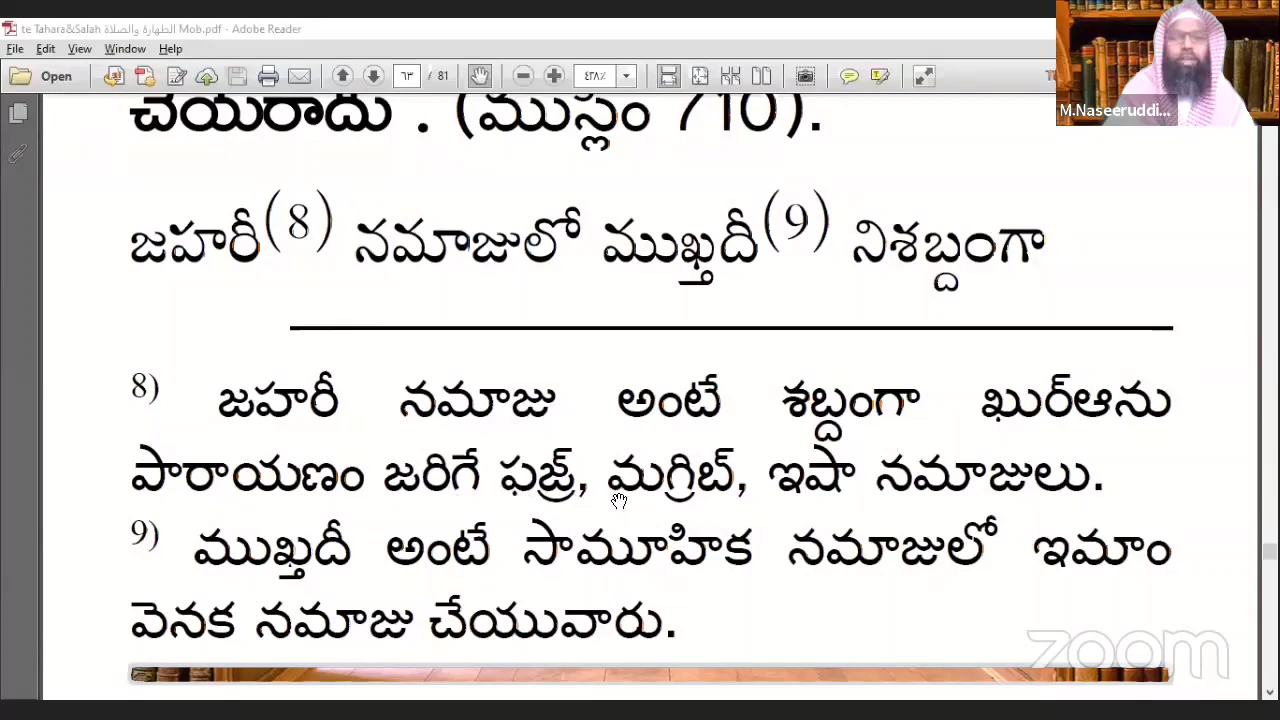 te Tahara&Salah الطهارة والصلاة Mob.pdf - Adobe Reader
File Edit View Window Help
Open ٦٣ / 81 ٤٣٨٪
M.Naseeruddi...
చేయరాదు . (ముస్లిం 710).
జహరీ(8) నమాజులో ముఖ్తదీ(9) నిశబ్దంగా
8) జహరీ నమాజు అంటే శబ్దంగా ఖుర్ఆను
పారాయణం జరిగే ఫజ్ర్, మగ్రిబ్, ఇషా నమాజులు.
9) ముఖ్తదీ అంటే సామూహిక నమాజులో ఇమాం
వెనక నమాజు చేయువారు.
zoom